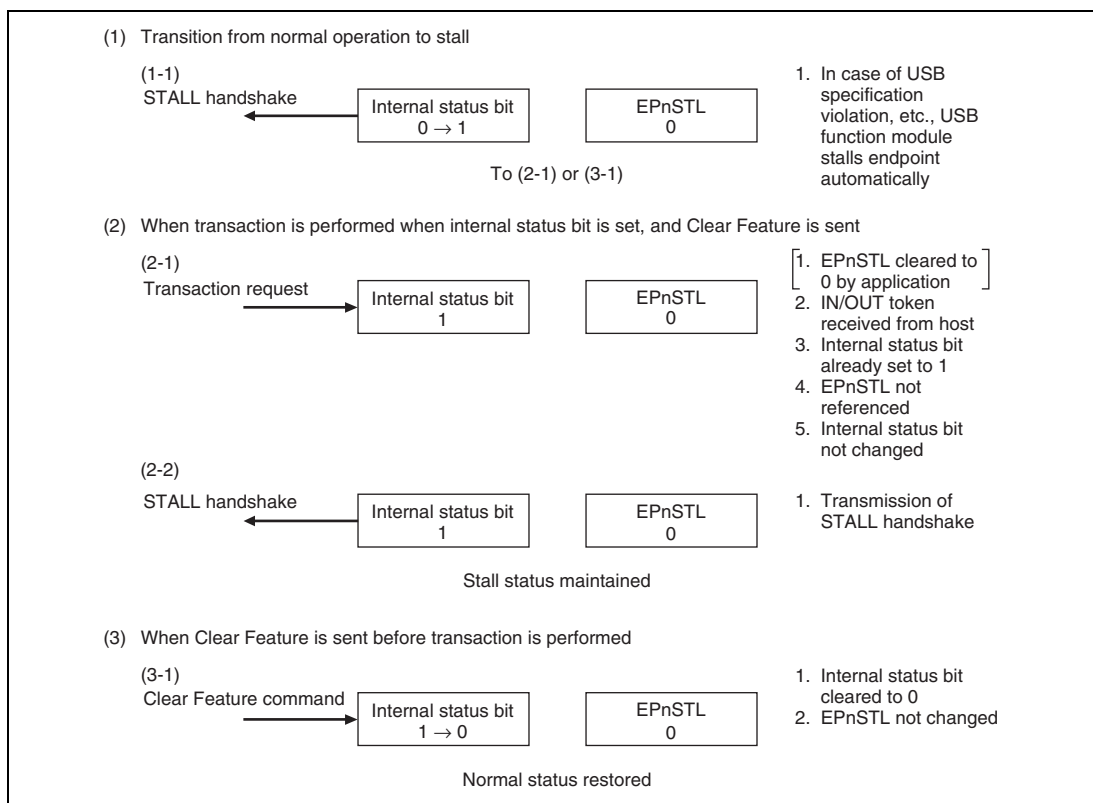 (1) Transition from normal operation to stall
(1-1)
STALL handshake
Internal status bit
0 → 1
EPnSTL
0
To (2-1) or (3-1)
1. In case of USB
specification
violation, etc., USB
function module
stalls endpoint
automatically
(2) When transaction is performed when internal status bit is set, and Clear Feature is sent
(2-1)
Transaction request
Internal status bit
1
EPnSTL
0
1. EPnSTL cleared to
0 by application
2. IN/OUT token
received from host
3. Internal status bit
already set to 1
4. EPnSTL not
referenced
5. Internal status bit
not changed
(2-2)
STALL handshake
Internal status bit
1
EPnSTL
0
1. Transmission of
STALL handshake
Stall status maintained
(3) When Clear Feature is sent before transaction is performed
(3-1)
Clear Feature command
Internal status bit
1 → 0
EPnSTL
0
1. Internal status bit
cleared to 0
2. EPnSTL not changed
Normal status restored